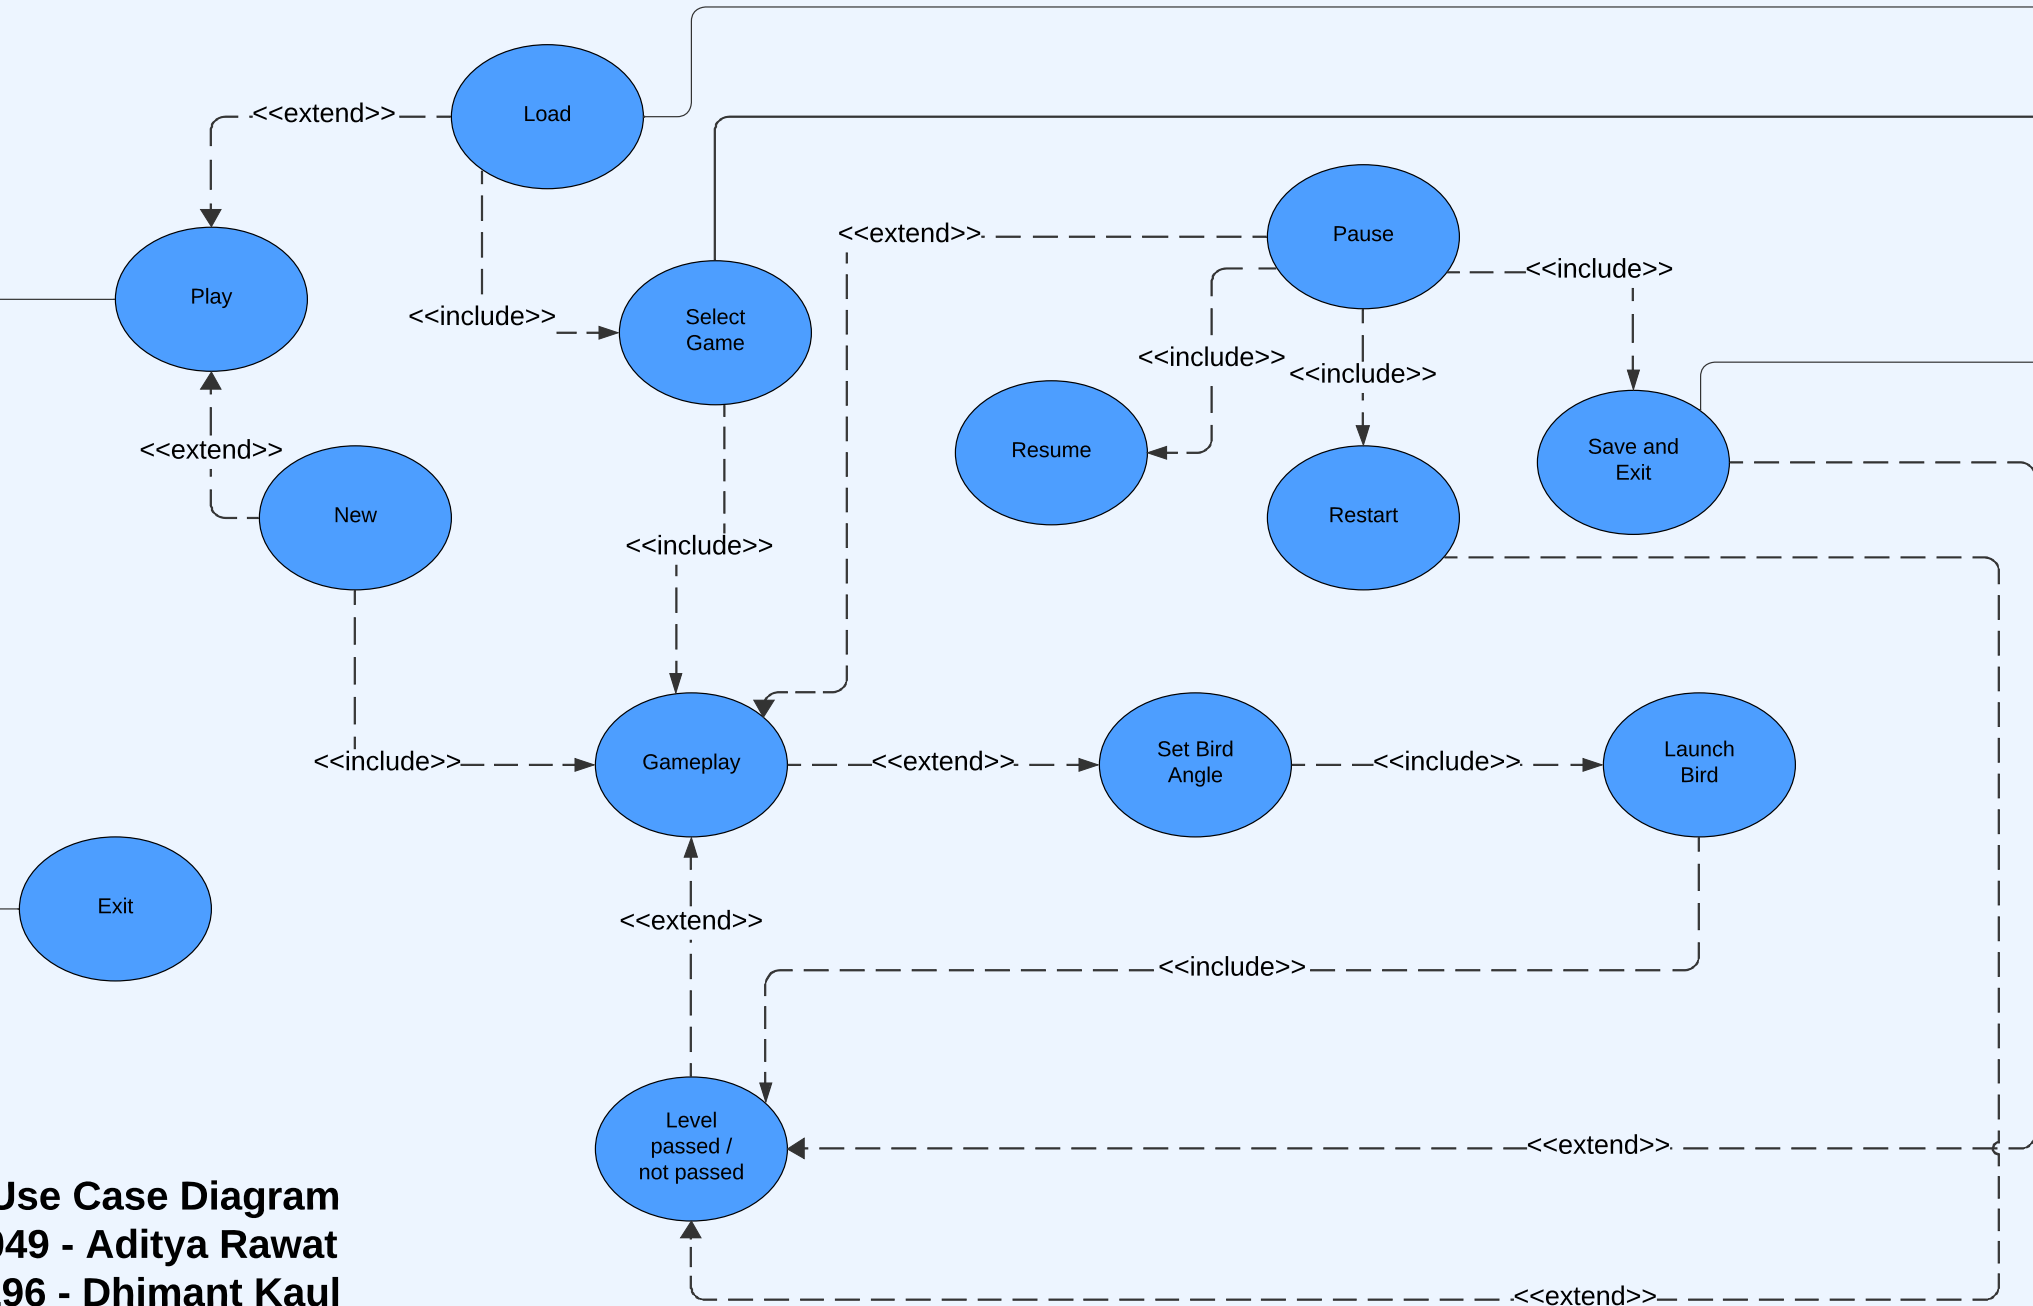 Load
<<extend>>
Play
<<include>>
Select
Game
<<extend>>
New
<<extend>>
Pause
<<include>>
<<include>>
<<include>>
Resume
Restart
Save and
Exit
<<include>>
<<include>>
Gameplay
<<extend>>
Set Bird
Angle
<<include>>
Launch
Bird
Exit
<<extend>>
<<include>>
Level
passed /
not passed
<<extend>>
<<extend>>
Use Case Diagram
049 - Aditya Rawat
96 - Dhimant Kaul